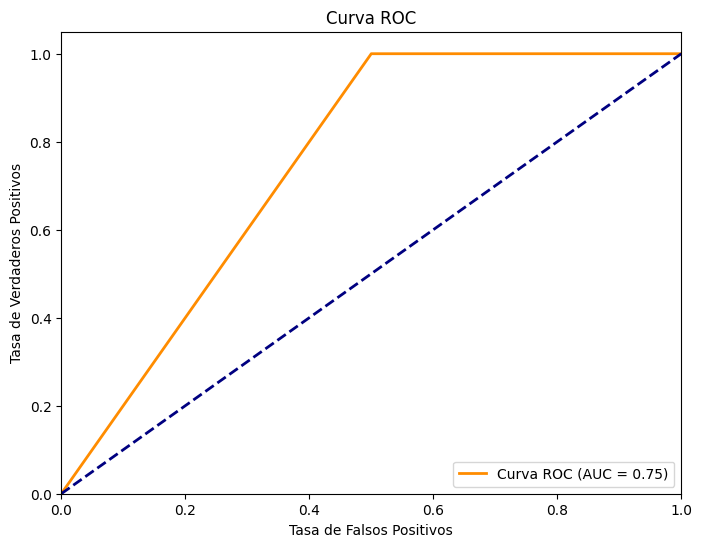 Curva ROC
Tasa de Verdaderos Positivos
1.0
0.8
0.6
0.4
0.2
0.0
Curva ROC (AUC = 0.75)
0.0 0.2 0.4 0.6 0.8 1.0
Tasa de Falsos Positivos